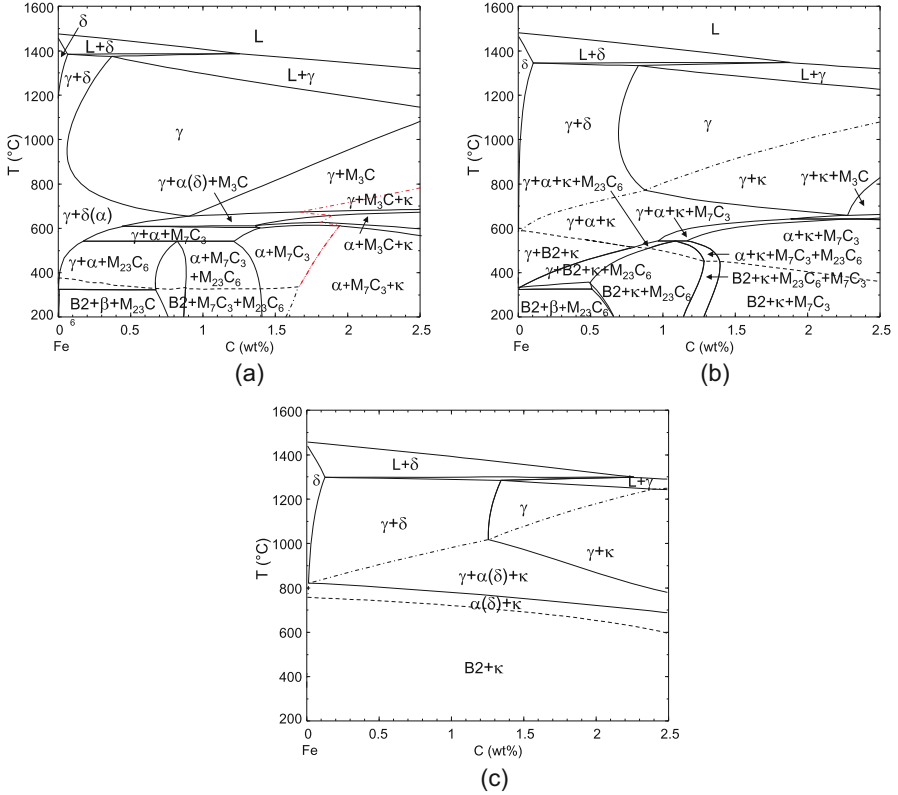 δ
L
1600
1400
1200
1000
800
600
400
200
T (°C)
L+δ
γ+δ
L+γ
γ
γ+α(δ)+M3C
γ+M3C
γ+M3C+κ
γ+δ(α)
γ+α+M7C3
α+M7C3
α+M3C+κ
γ+α+M23C6
α+M7C3
+M23C6
α+M7C3+κ
B2+β+M23C
6
B2+M7C3+M23C6
0 0.5 1 1.5 2 2.5
Fe
C (wt%)
(a)
L
1600
1400
1200
1000
800
600
400
200
T (°C)
δ
L+δ
L+γ
γ+δ
γ
γ+α+κ+M23C6
γ+κ
γ+κ+M3C
γ+α+κ
γ+α+κ+M7C3
α+κ+M7C3
γ+B2+κ
α+κ+M7C3+M23C6
γ+B2+κ+M23C6
B2+κ+M23C6+M7C3
B2+κ+M23C6
B2+β+M23C6
B2+κ+M7C3
0 0.5 1 1.5 2 2.5
Fe
C (wt%)
(b)
1600
1400
1200
1000
800
600
400
200
T (°C)
L+δ
δ
L+γ
γ
γ+δ
γ+κ
γ+α(δ)+κ
α(δ)+κ
B2+κ
0 0.5 1 1.5 2 2.5
Fe
C (wt%)
(c)